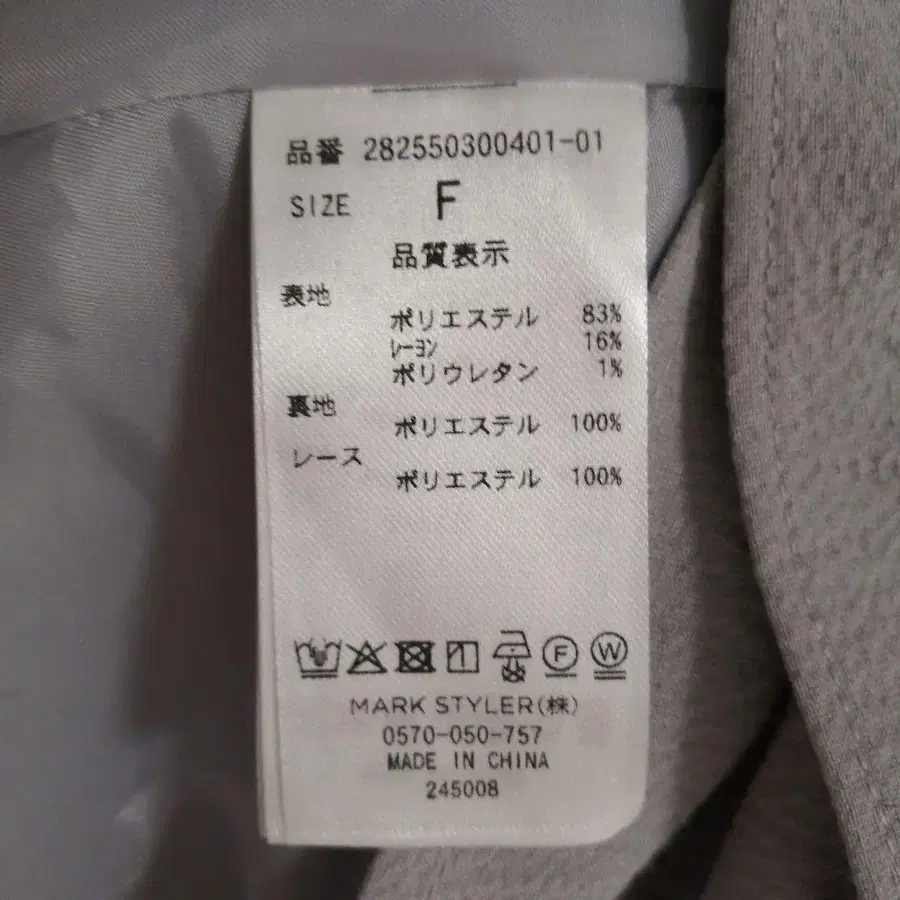 品番 282550300401-01
SIZE F
品質表示
表地
ポリエステル 83%
レーヨン 16%
ポリウレタン 1%
裏地
ポリエステル 100%
レース
ポリエステル 100%
F W
MARK STYLER(株)
0570-050-757
MADE IN CHINA
245008